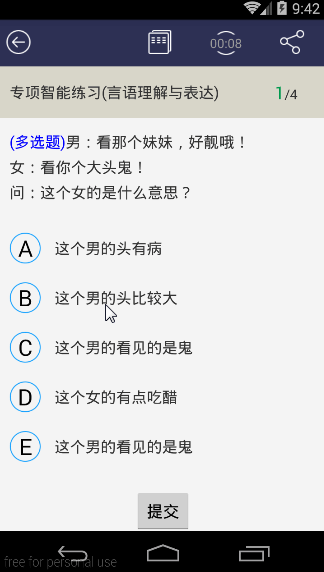 9:42
00:08
专项智能练习(言语理解与表达) 1/4
(多选题)男：看那个妹妹，好靓哦！
女：看你个大头鬼！
问：这个女的是什么意思？
A 这个男的头有病
B 这个男的头比较大
C 这个男的看见的是鬼
D 这个女的有点吃醋
E 这个男的看见的是鬼
提交
free for personal use